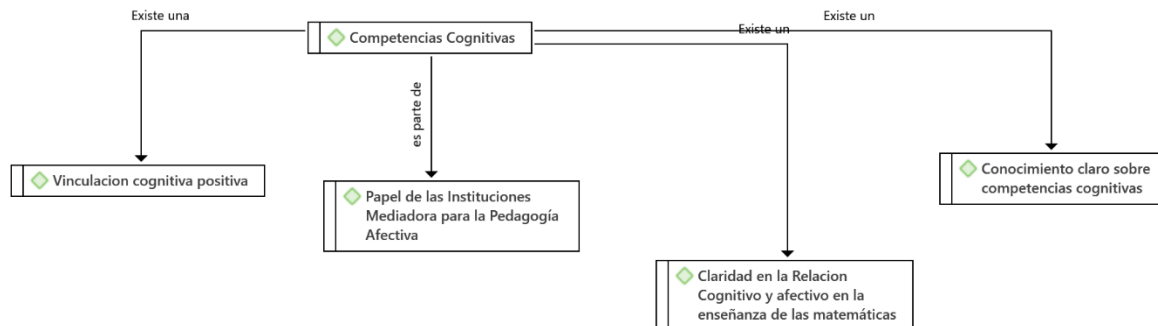 Existe una
Existe un
Competencias Cognitivas
Existe un
es parte de
Vinculacion cognitiva positiva
Conocimiento claro sobre
competencias cognitivas
Papel de las Instituciones
Mediadora para la Pedagogía
Afectiva
Claridad en la Relacion
Cognitivo y afectivo en la
enseñanza de las matemáticas